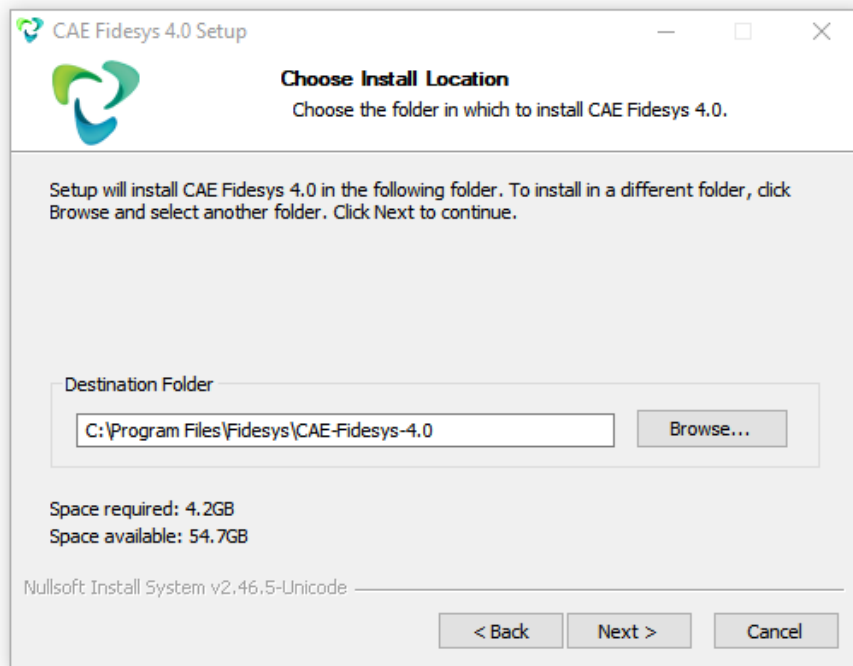 CAE Fidesys 4.0 Setup
Choose Install Location
Choose the folder in which to install CAE Fidesys 4.0.
Setup will install CAE Fidesys 4.0 in the following folder. To install in a different folder, click
Browse and select another folder. Click Next to continue.
Destination Folder
C:\Program Files\Fidesys\CAE-Fidesys-4.0
Browse...
Space required: 4.2GB
Space available: 54.7GB
Nullsoft Install System v2.46.5-Unicode
< Back
Next >
Cancel